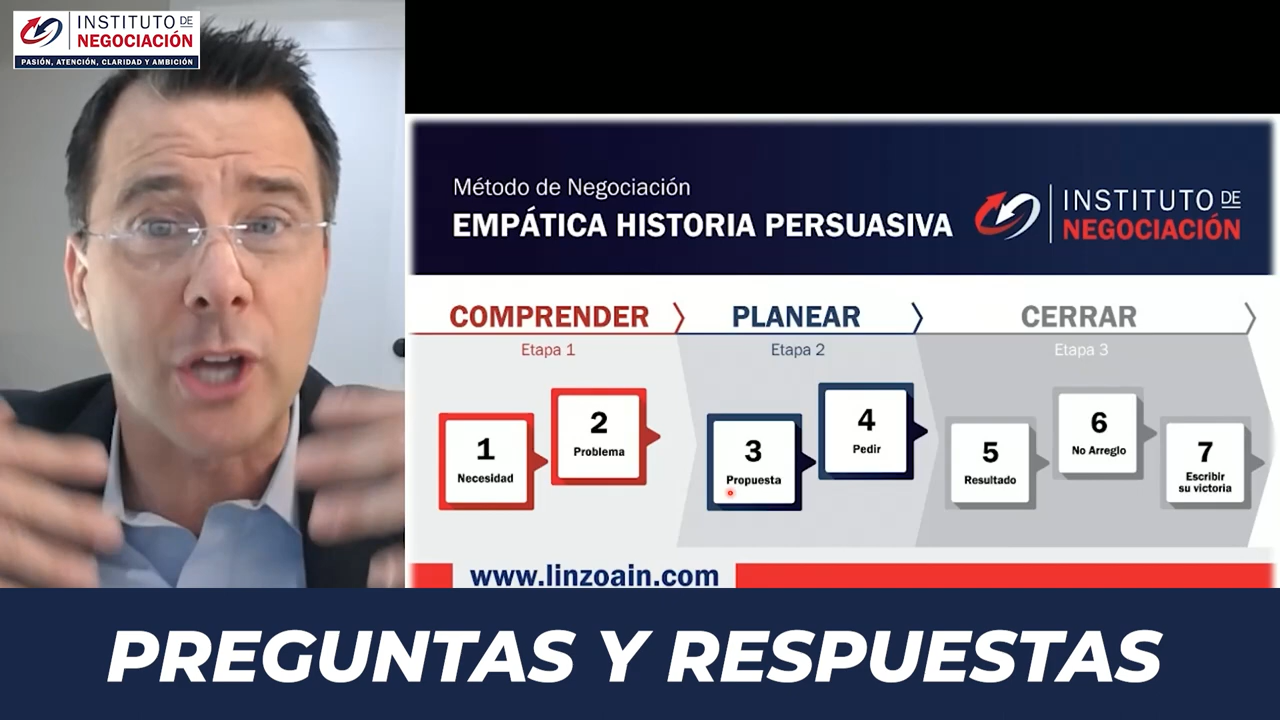 INSTITUTO DE
NEGOCIACIÓN
PASIÓN, ATENCIÓN, CLARIDAD Y AMBICIÓN
Método de Negociación
EMPÁTICA HISTORIA PERSUASIVA
INSTITUTO DE
NEGOCIACIÓN
COMPRENDER
PLANEAR
CERRAR
Etapa 1
Etapa 2
Etapa 3
1
Necesidad
2
Problema
3
Propuesta
4
Pedir
5
Resultado
6
No Arreglo
7
Escribir
su victoria
www.linzoain.com
PREGUNTAS Y RESPUESTAS